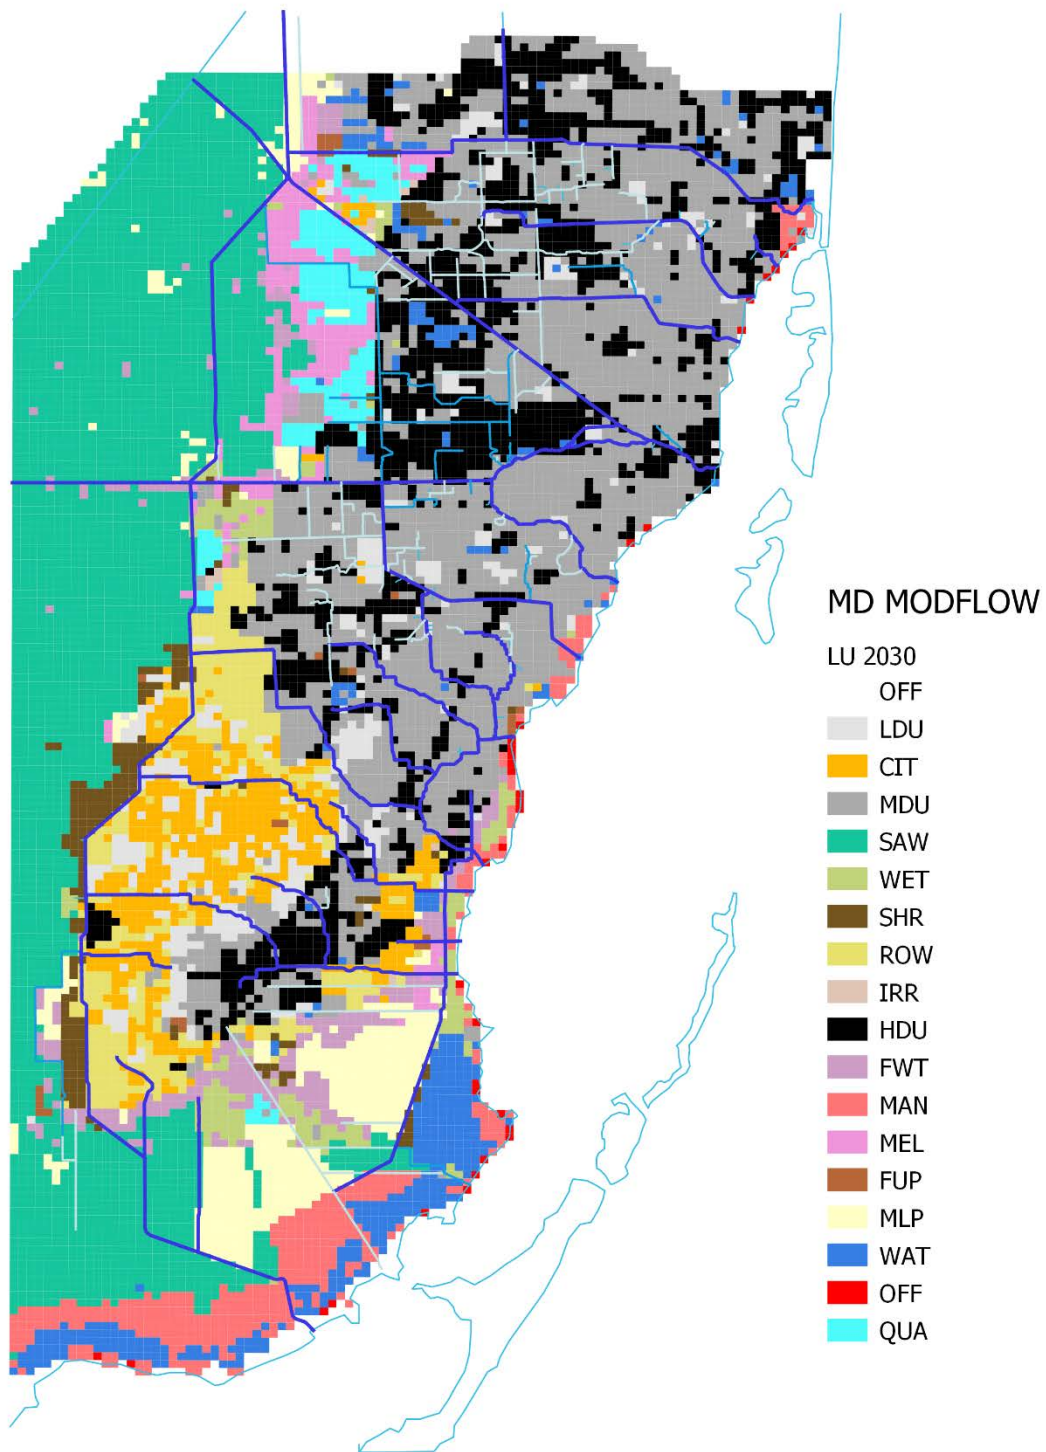 MD MODFLOW
LU 2030
OFF
LDU
CIT
MDU
SAW
WET
SHR
ROW
IRR
HDU
FWT
MAN
MEL
FUP
MLP
WAT
OFF
QUA